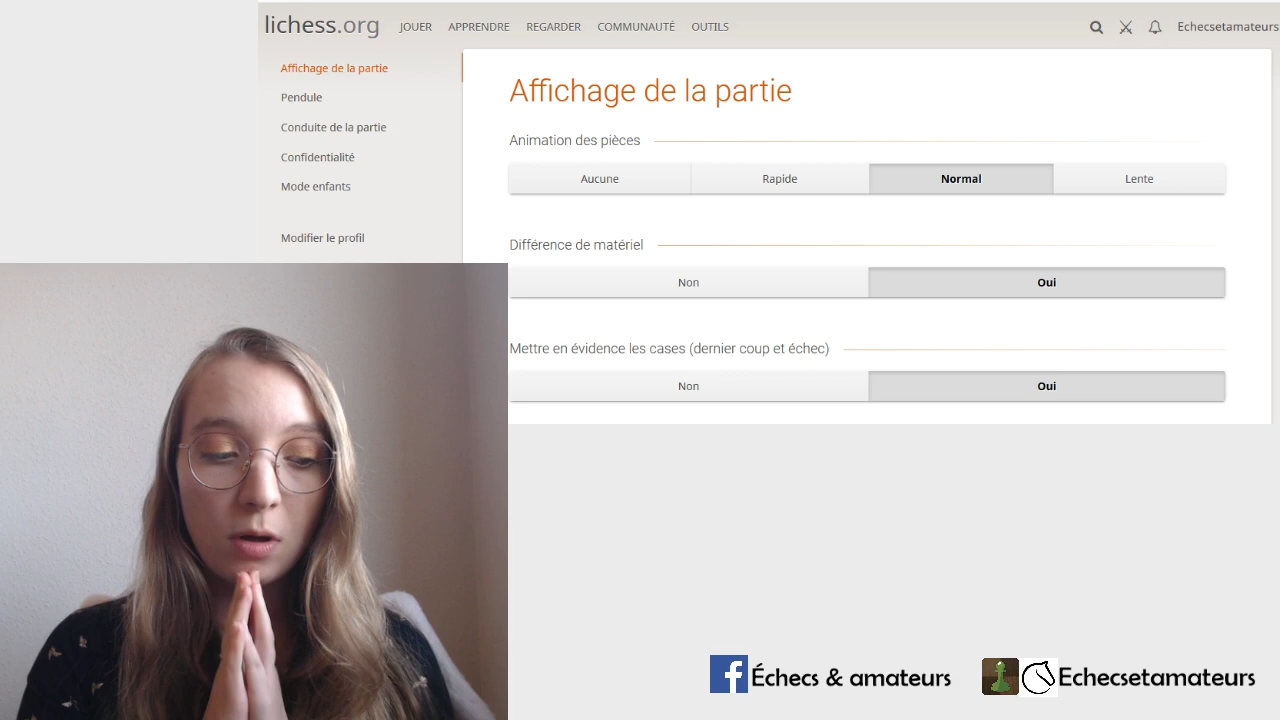 lichess.org JOUER APPRENDRE REGARDER COMMUNAUTÉ OUTILS Echecsetamateurs
Affichage de la partie
Pendule
Conduite de la partie
Confidentialité
Mode enfants
Modifier le profil
Affichage de la partie
Animation des pièces
Aucune Rapide Normal Lente
Différence de matériel
Non Oui
Mettre en évidence les cases (dernier coup et échec)
Non Oui
f Échecs & amateurs Echecsetamateurs